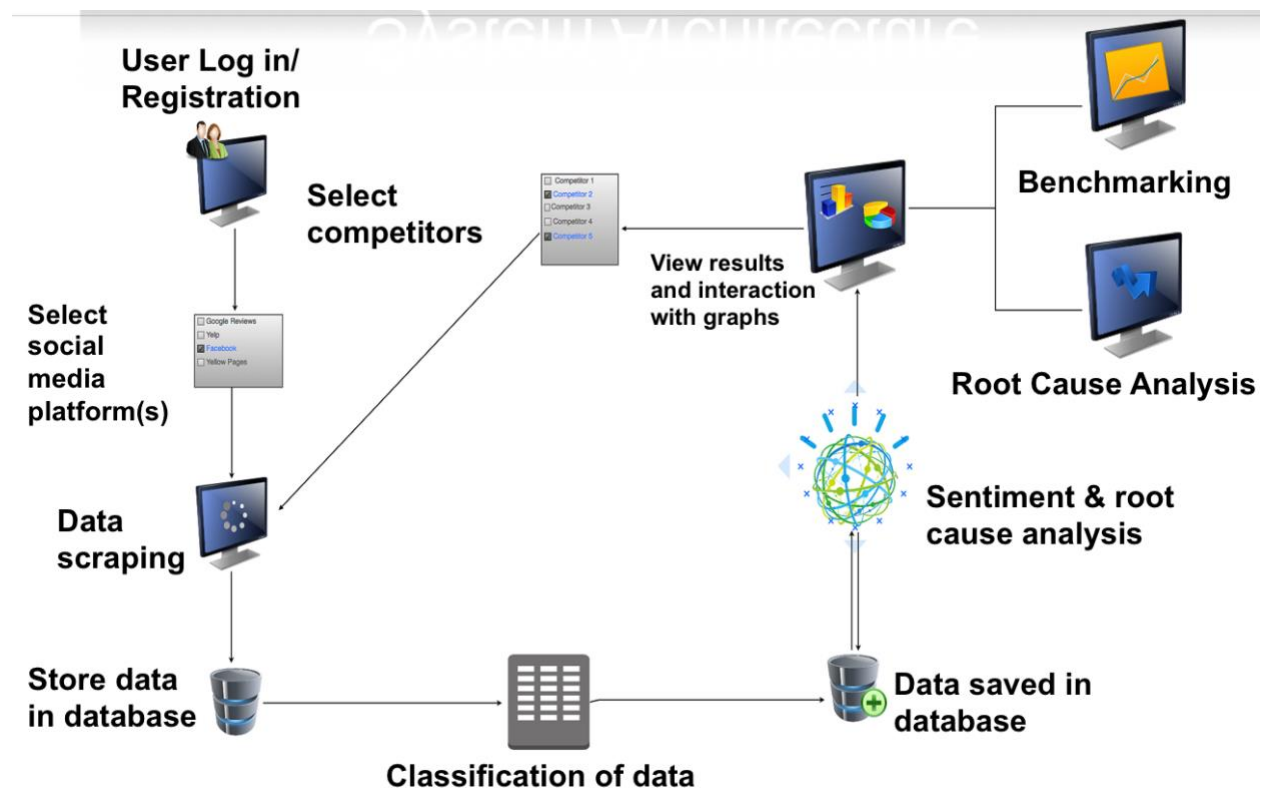 System Architecture
User Log in/
Registration
Select
competitors
Competitor 1
Competitor 2
Competitor 3
Competitor 4
Competitor 5
View results
and interaction
with graphs
Benchmarking
Root Cause Analysis
Select
social
media
platform(s)
Google Reviews
Yelp
Facebook
Yellow Pages
Data
scraping
Sentiment & root
cause analysis
Store data
in database
Classification of data
Data saved in
database